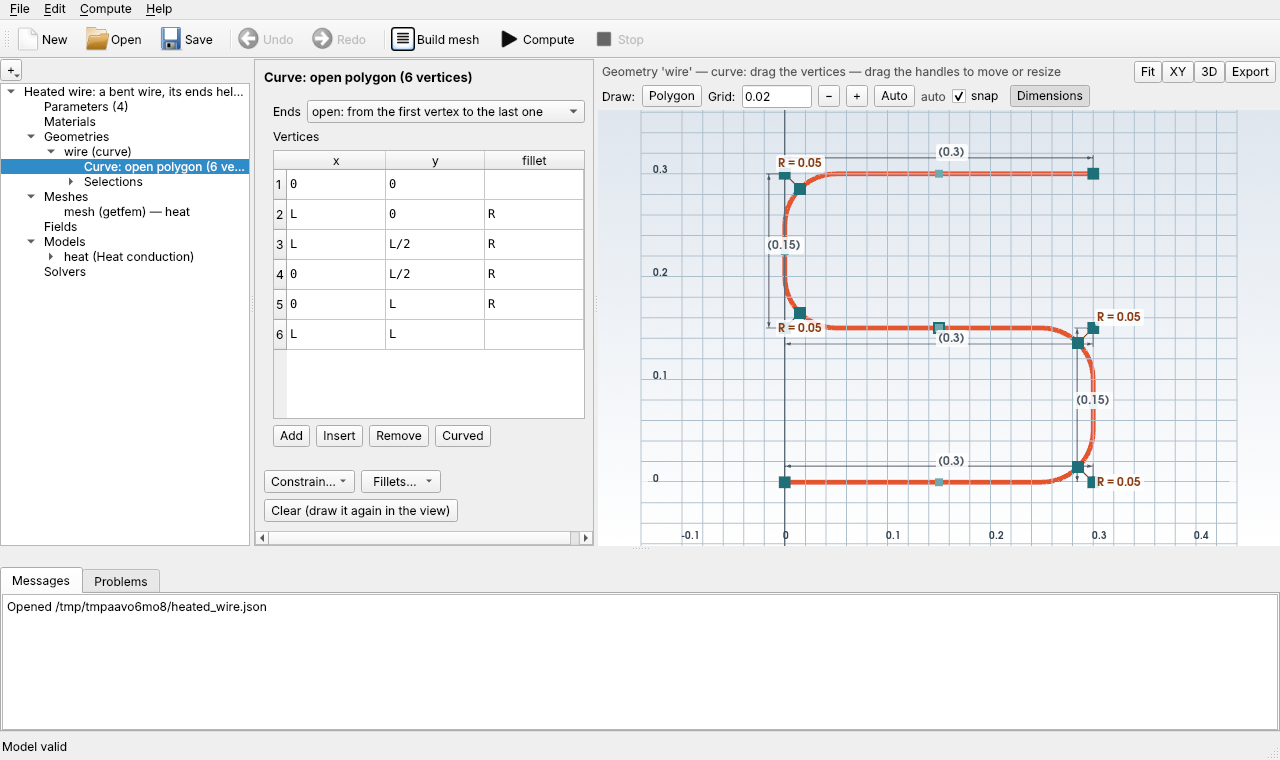 File Edit Compute Help
New Open Save Undo Redo Build mesh Compute Stop
+
Heated wire: a bent wire, its ends hel...
Parameters (4)
Materials
Geometries
wire (curve)
Curve: open polygon (6 ve...
Selections
Meshes
mesh (getfem) — heat
Fields
Models
heat (Heat conduction)
Solvers
Curve: open polygon (6 vertices)
Ends open: from the first vertex to the last one
Vertices
x y fillet
1 0 0
2 L 0 R
3 L L/2 R
4 0 L/2 R
5 0 L R
6 L L
Add Insert Remove Curved
Constrain... Fillets...
Clear (draw it again in the view)
Geometry 'wire' — curve: drag the vertices — drag the handles to move or resize
Fit XY 3D Export
Draw: Polygon Grid: 0.02 − + Auto auto snap Dimensions
(0.3)
R = 0.05
0.3
(0.15)
0.2
R = 0.05
R = 0.05
(0.3)
0.1
(0.15)
(0.3)
0
R = 0.05
-0.1 0 0.1 0.2 0.3 0.4
Messages Problems
Opened /tmp/tmpaavo6mo8/heated_wire.json
Model valid